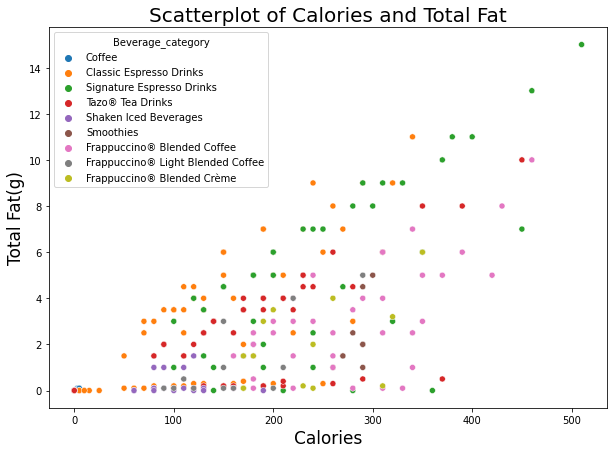 Scatterplot of Calories and Total Fat
Beverage_category
Coffee
Classic Espresso Drinks
Signature Espresso Drinks
Tazo® Tea Drinks
Shaken Iced Beverages
Smoothies
Frappuccino® Blended Coffee
Frappuccino® Light Blended Coffee
Frappuccino® Blended Crème
Total Fat(g)
14
12
10
8
6
4
2
0
0 100 200 300 400 500
Calories